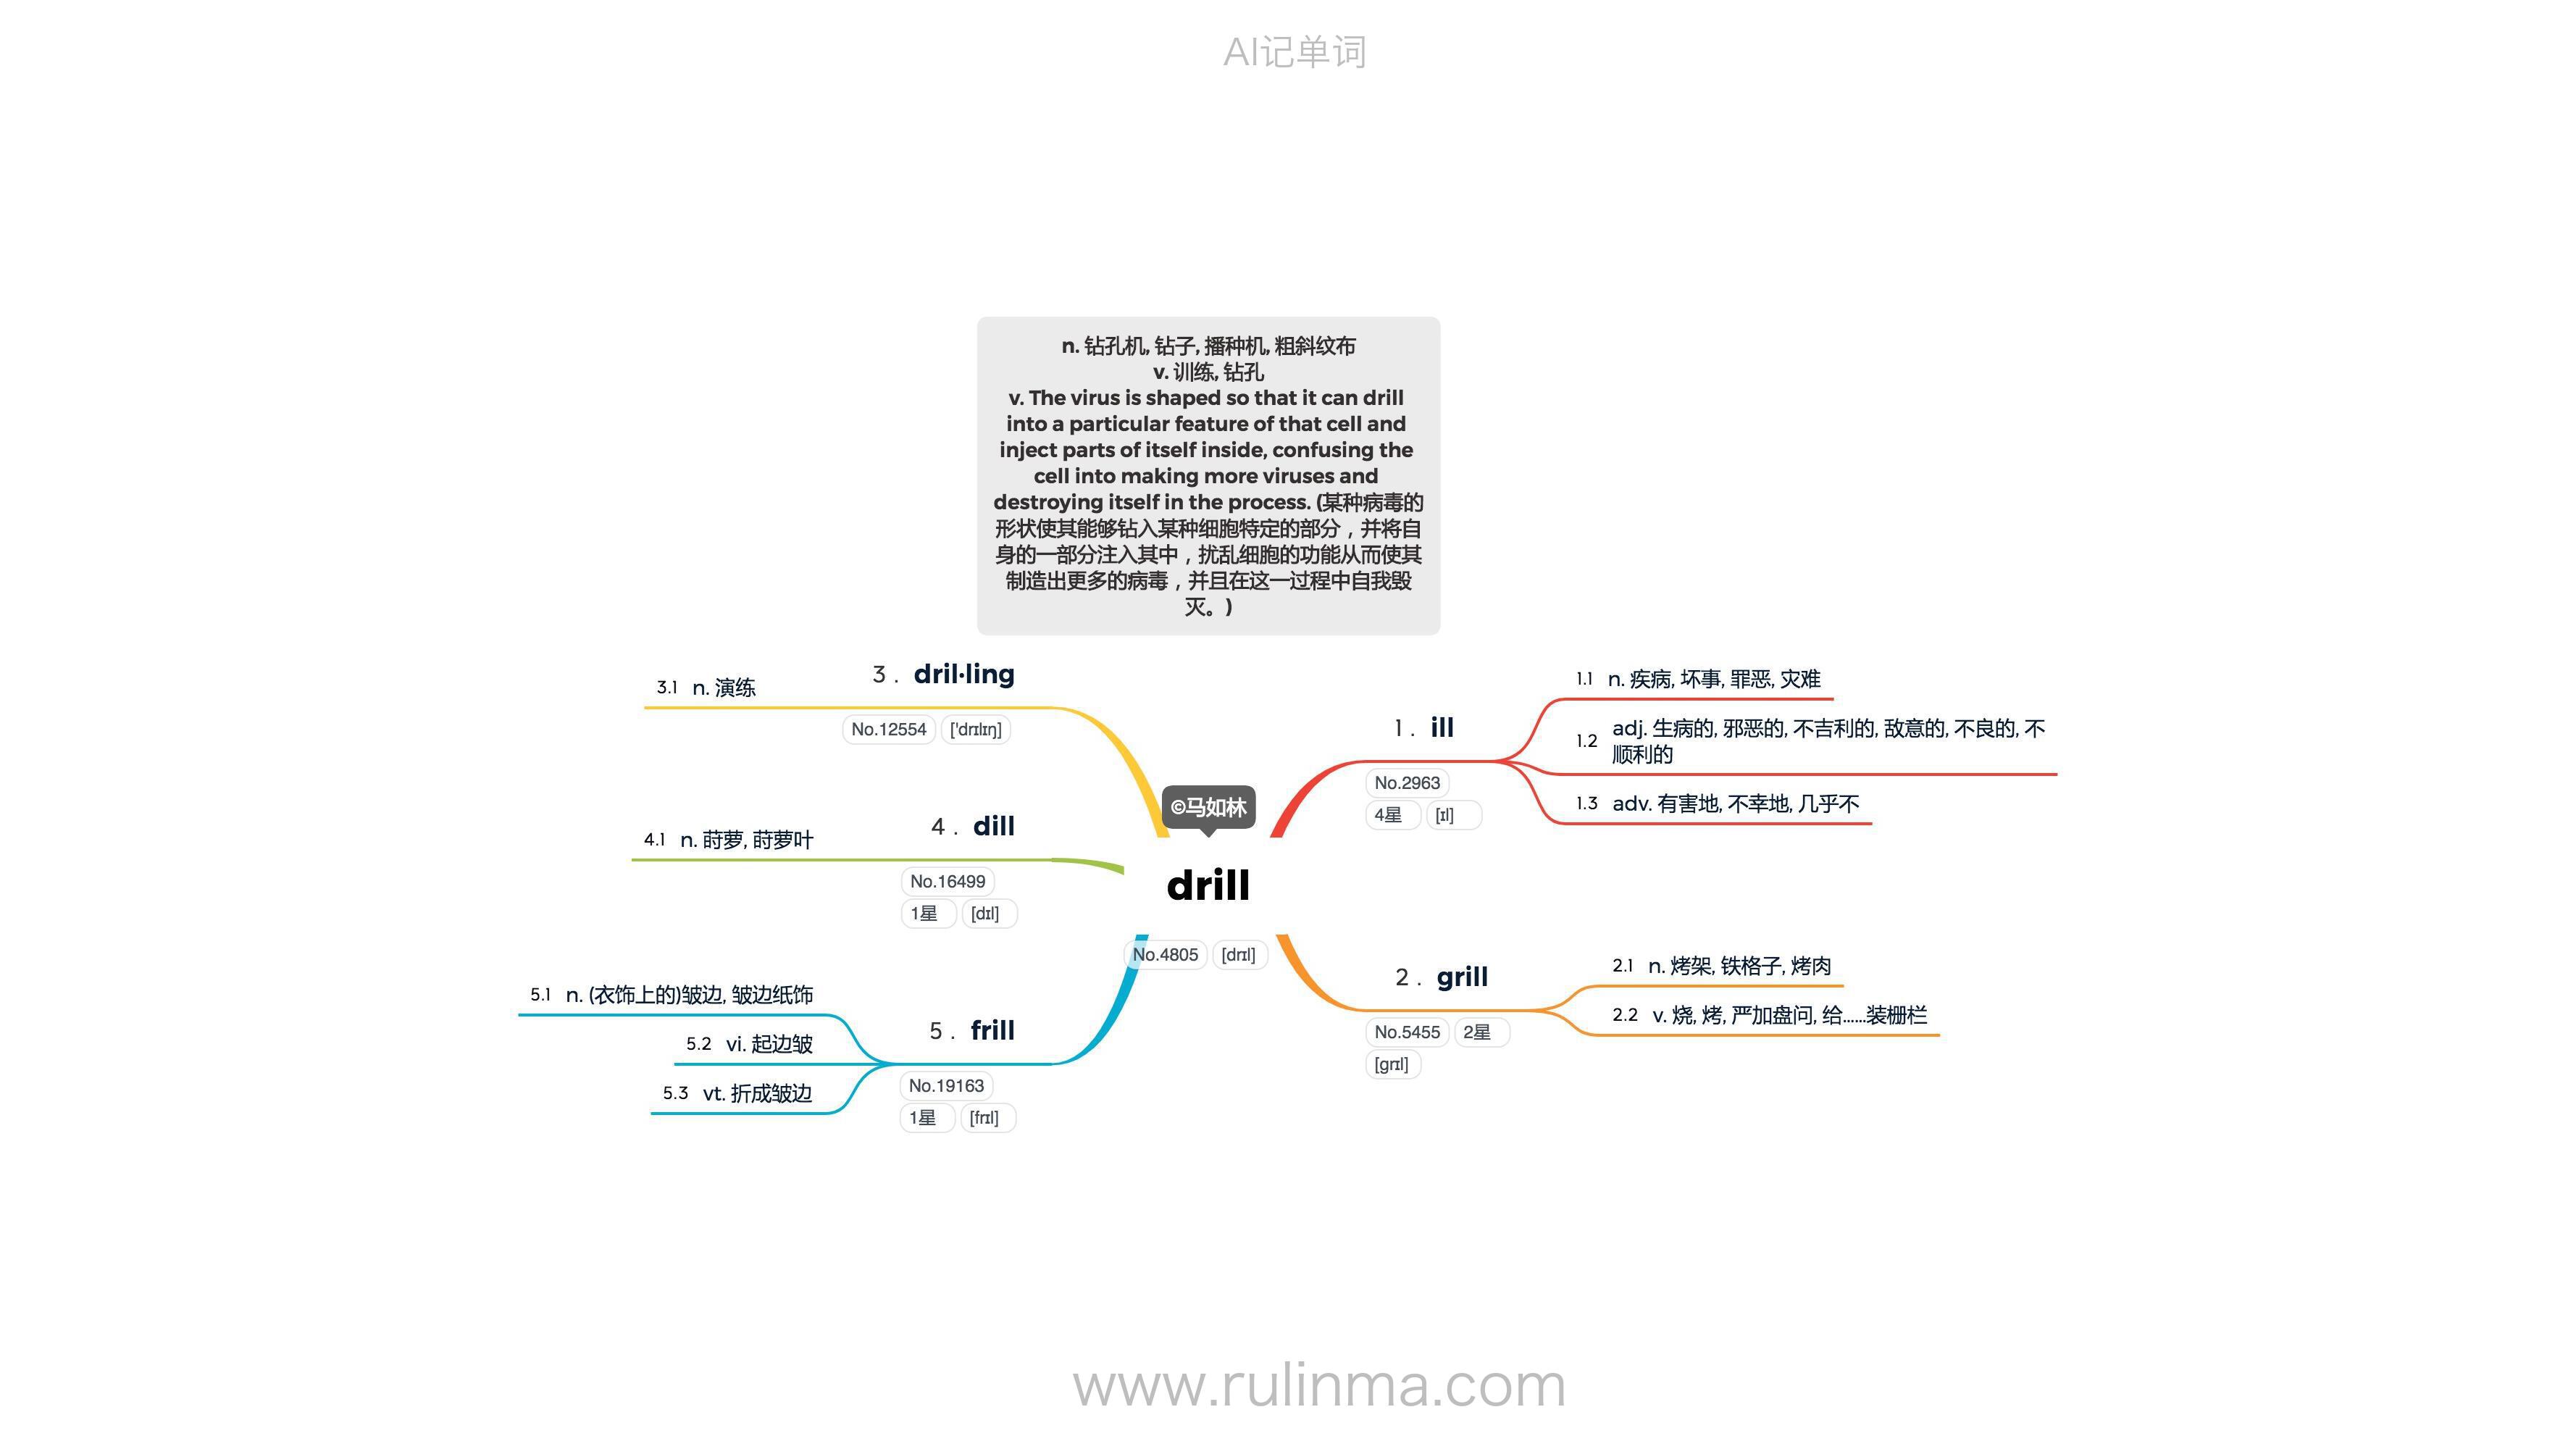 AI记单词
n. 钻孔机, 钻子, 播种机, 粗斜纹布
v. 训练, 钻孔
v. The virus is shaped so that it can drill
into a particular feature of that cell and
inject parts of itself inside, confusing the
cell into making more viruses and
destroying itself in the process. (某种病毒的
形状使其能够钻入某种细胞特定的部分，并将自
身的一部分注入其中，扰乱细胞的功能从而使其
制造出更多的病毒，并且在这一过程中自我毁
灭。)
©马如林
drill
No.4805 [drɪl]
1. ill
No.2963
4星 [ɪl]
1.1 n. 疾病, 坏事, 罪恶, 灾难
1.2 adj. 生病的, 邪恶的, 不吉利的, 敌意的, 不良的, 不
顺利的
1.3 adv. 有害地, 不幸地, 几乎不
2. grill
No.5455 2星
[grɪl]
2.1 n. 烤架, 铁格子, 烤肉
2.2 v. 烧, 烤, 严加盘问, 给......装栅栏
3. dril·ling
No.12554 ['drɪlɪŋ]
3.1 n. 演练
4. dill
No.16499
1星 [dɪl]
4.1 n. 莳萝, 莳萝叶
5. frill
No.19163
1星 [frɪl]
5.1 n. (衣饰上的)皱边, 皱边纸饰
5.2 vi. 起边皱
5.3 vt. 折成皱边
www.rulinma.com